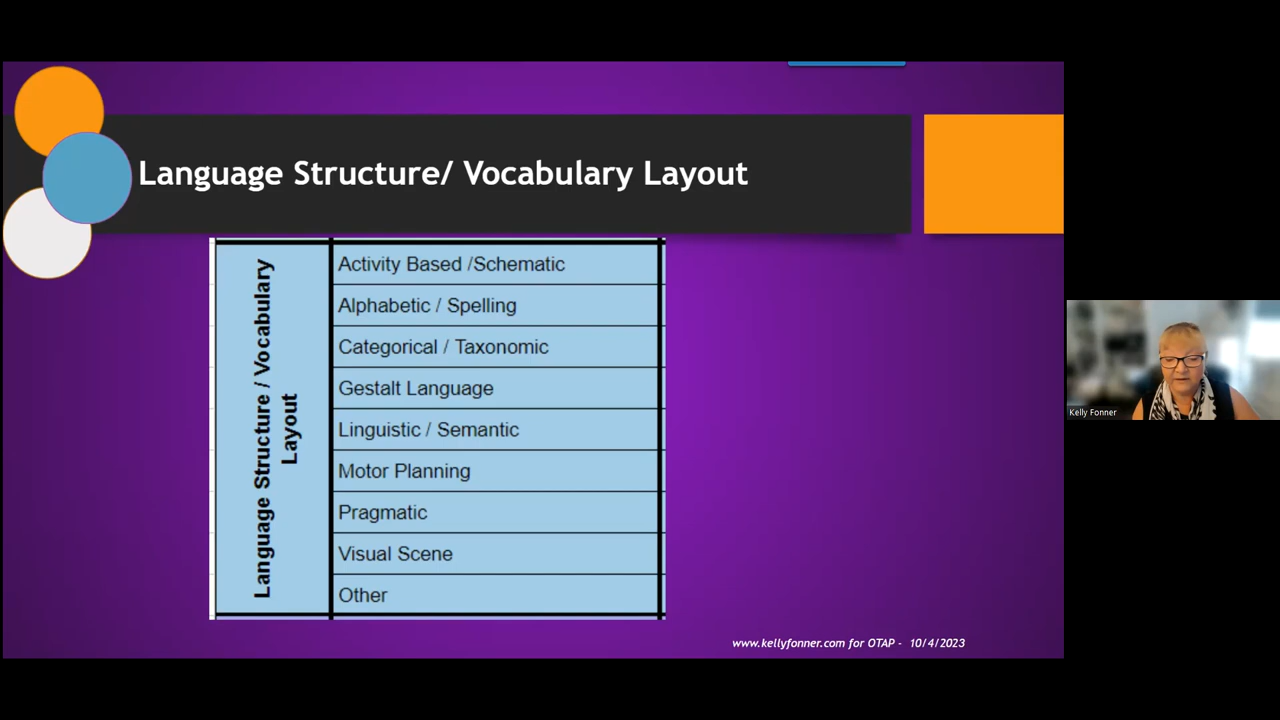 Language Structure/ Vocabulary Layout
Language Structure / Vocabulary
Layout
Activity Based /Schematic
Alphabetic / Spelling
Categorical / Taxonomic
Gestalt Language
Linguistic / Semantic
Motor Planning
Pragmatic
Visual Scene
Other
Kelly Fonner
www.kellyfonner.com for OTAP - 10/4/2023